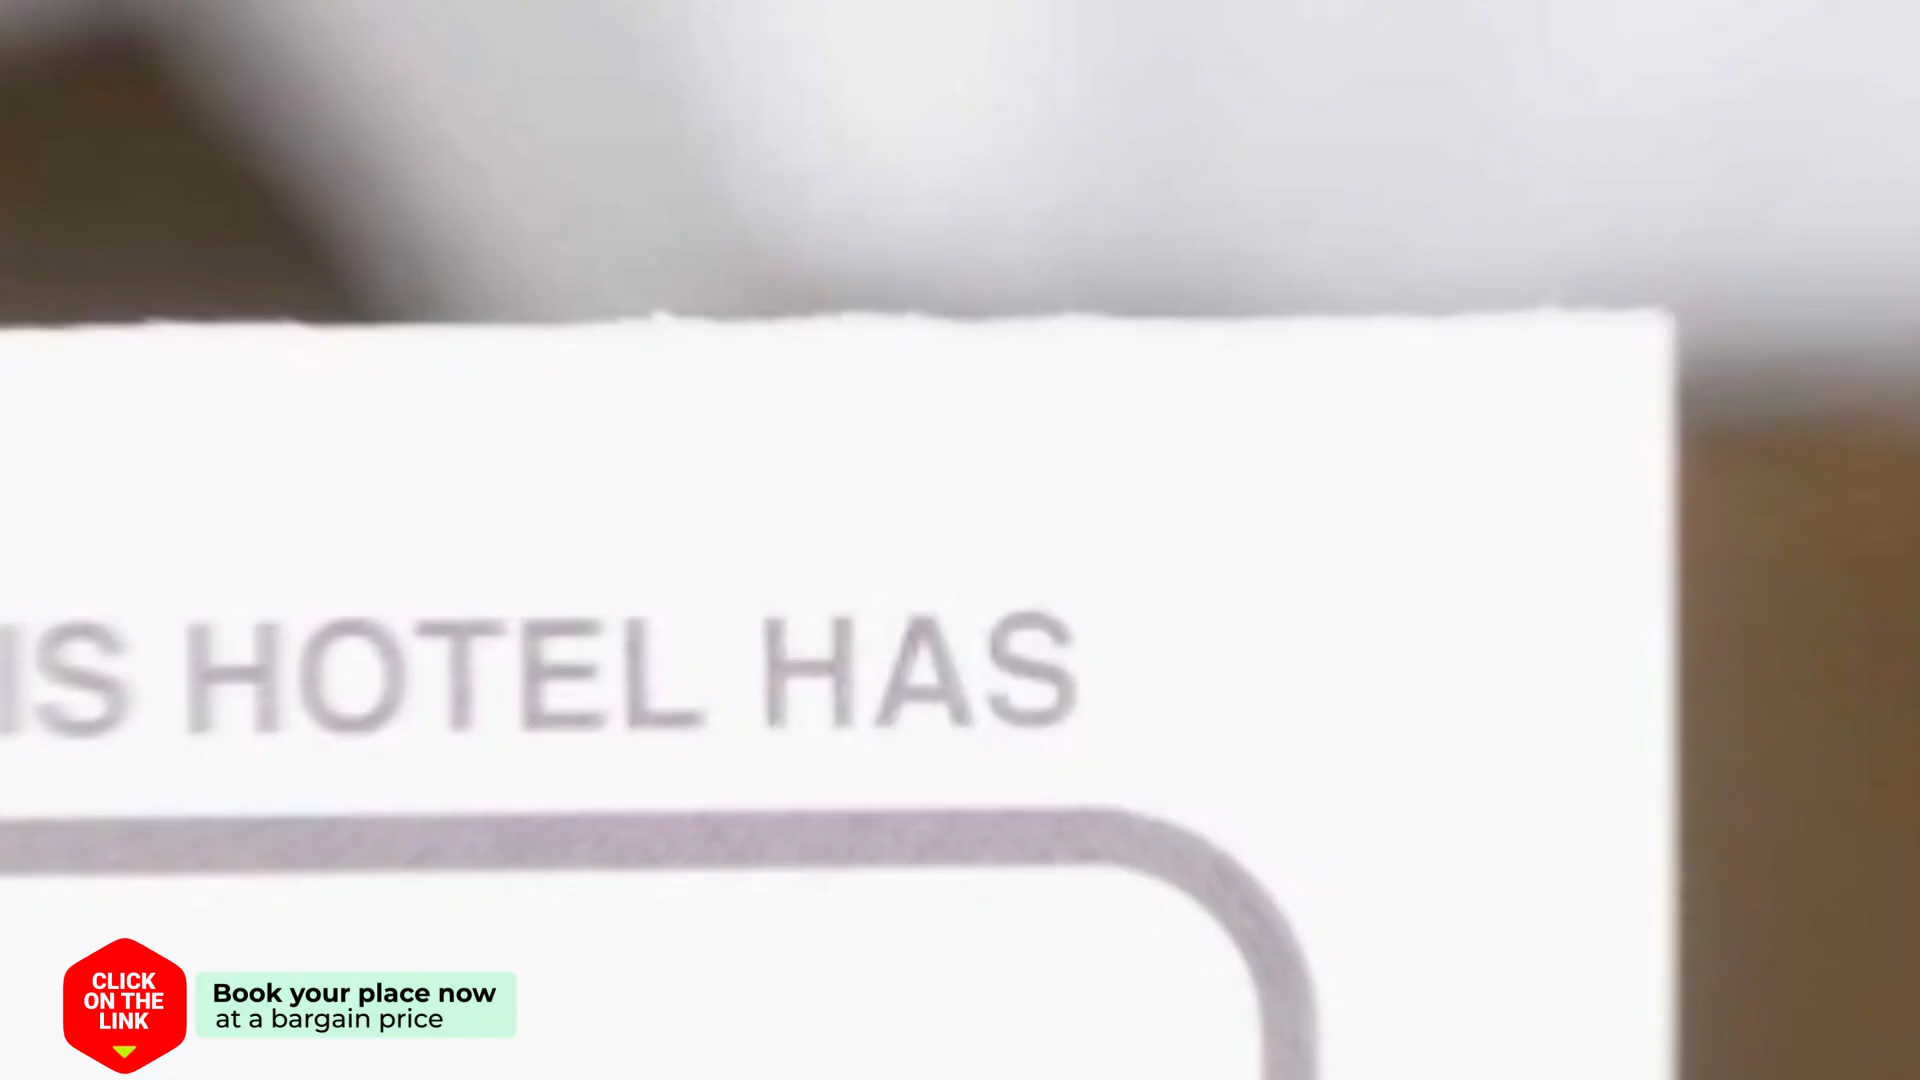 IS HOTEL HAS
CLICK
ON THE
LINK
Book your place now
at a bargain price